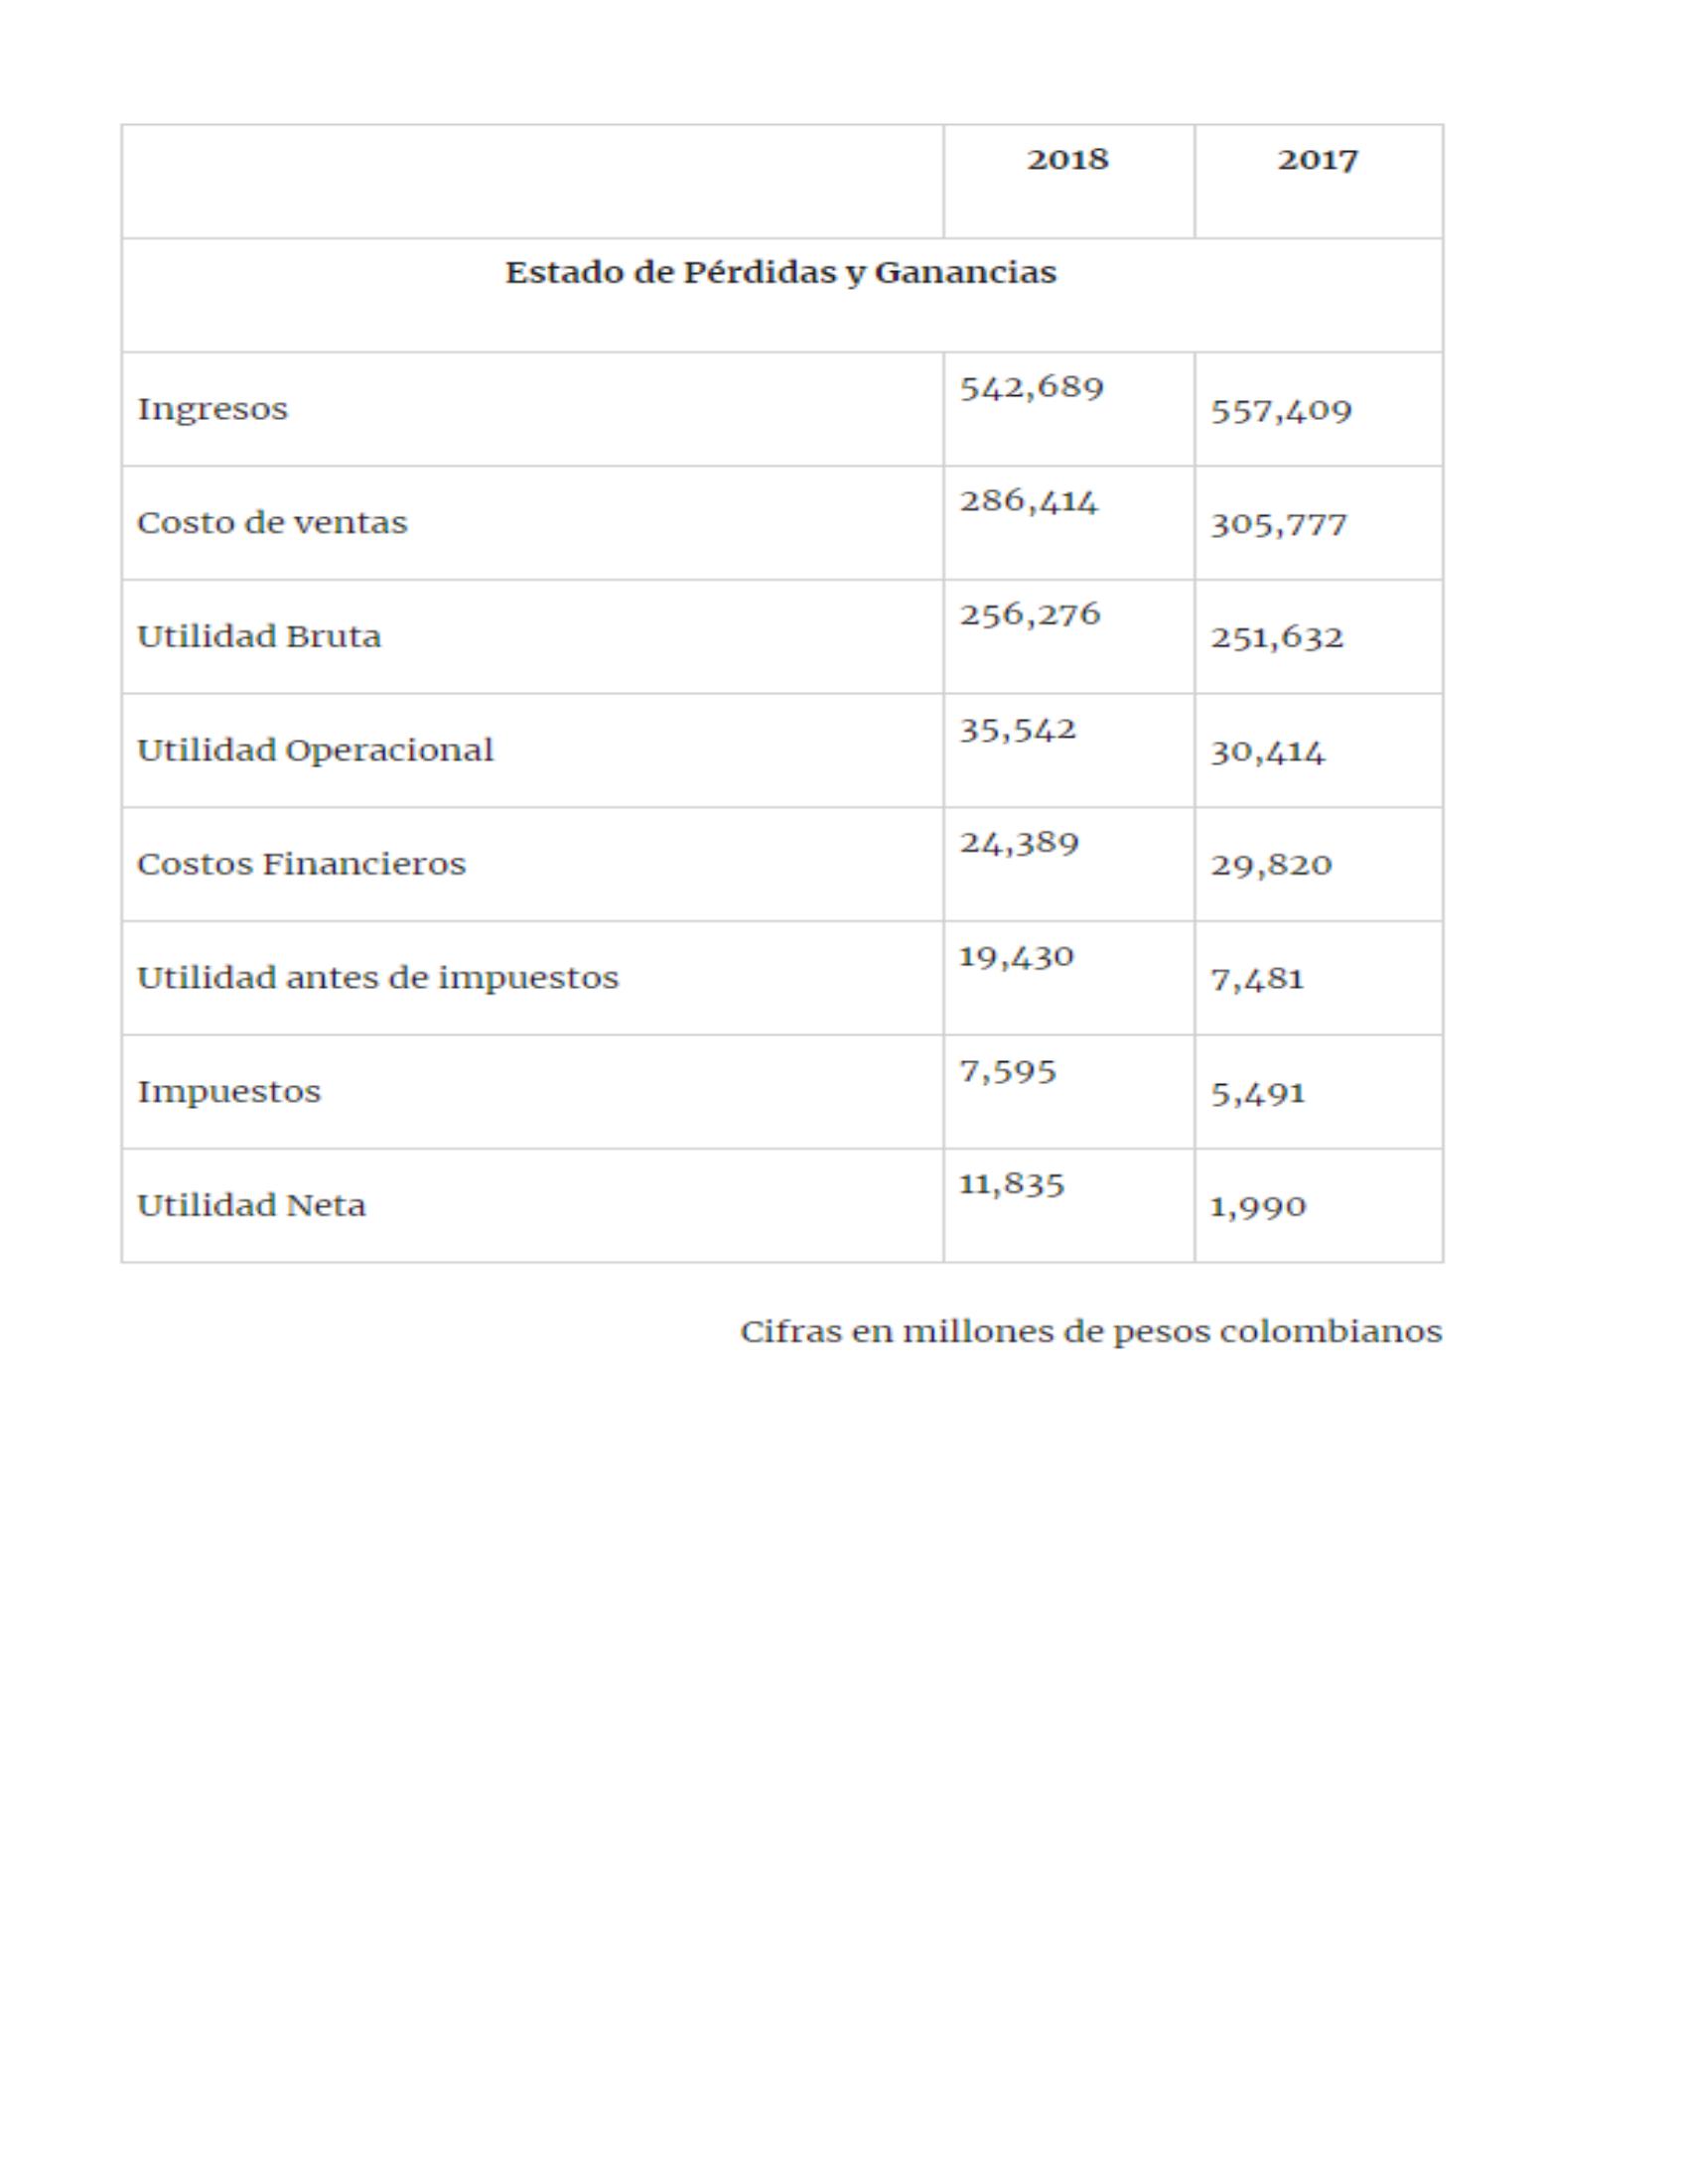 2018 2017
Estado de Pérdidas y Ganancias
Ingresos 542,689 557,409
Costo de ventas 286,414 305,777
Utilidad Bruta 256,276 251,632
Utilidad Operacional 35,542 30,414
Costos Financieros 24,389 29,820
Utilidad antes de impuestos 19,430 7,481
Impuestos 7,595 5,491
Utilidad Neta 11,835 1,990
Cifras en millones de pesos colombianos